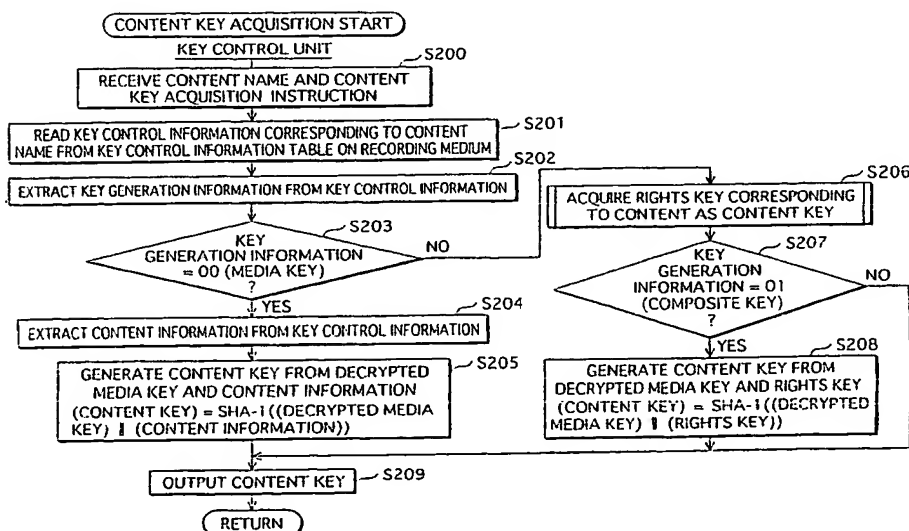 CONTENT KEY ACQUISITION START
KEY CONTROL UNIT
S200
RECEIVE CONTENT NAME AND CONTENT
KEY ACQUISITION INSTRUCTION
S201
READ KEY CONTROL INFORMATION CORRESPONDING TO CONTENT
NAME FROM KEY CONTROL INFORMATION TABLE ON RECORDING MEDIUM
S202
EXTRACT KEY GENERATION INFORMATION FROM KEY CONTROL INFORMATION
S203
KEY
GENERATION INFORMATION
= 00 (MEDIA KEY)
?
NO
YES
S204
EXTRACT CONTENT INFORMATION FROM KEY CONTROL INFORMATION
S205
GENERATE CONTENT KEY FROM DECRYPTED
MEDIA KEY AND CONTENT INFORMATION
(CONTENT KEY) = SHA-1((DECRYPTED MEDIA
KEY) || (CONTENT INFORMATION))
S206
ACQUIRE RIGHTS KEY CORRESPONDING
TO CONTENT AS CONTENT KEY
S207
KEY
GENERATION
INFORMATION = 01
(COMPOSITE KEY)
?
NO
YES
S208
GENERATE CONTENT KEY FROM
DECRYPTED MEDIA KEY AND RIGHTS KEY
(CONTENT KEY) = SHA-1((DECRYPTED
MEDIA KEY) || (RIGHTS KEY))
S209
OUTPUT CONTENT KEY
RETURN